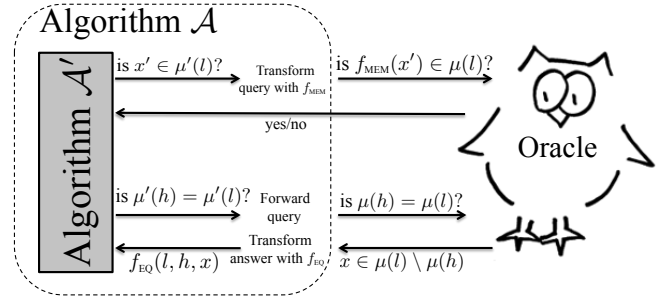 Algorithm 𝒜
Algorithm 𝒜′
is x′ ∈ μ′(l)?
Transform
query with f_MEM
is f_MEM(x′) ∈ μ(l)?
yes/no
Oracle
is μ′(h) = μ′(l)?
Forward
query
is μ(h) = μ(l)?
f_EQ(l, h, x)
Transform
answer with f_EQ
x ∈ μ(l) \ μ(h)